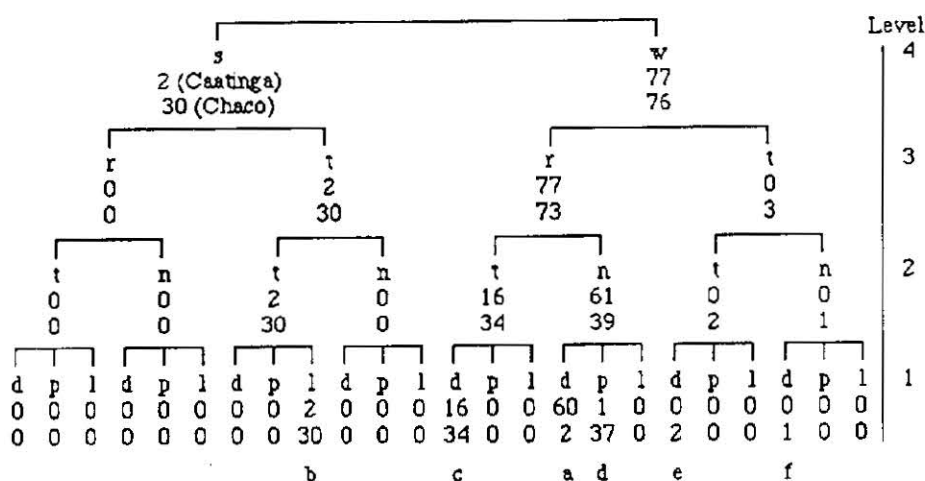 Level
s w 4
2 (Caatinga) 77
30 (Chaco) 76
r t r t 3
0 2 77 0
0 30 73 3
t n t n t n t n 2
0 0 2 0 16 61 0 0
0 0 30 0 34 39 2 1
d p l d p l d p l d p l d p l d p l d p l d p l 1
0 0 0 0 0 0 0 0 2 0 0 0 16 0 0 60 1 0 0 0 0 0 0 0
0 0 0 0 0 0 0 0 30 0 0 0 34 0 0 2 37 0 2 0 0 1 0 0
b c a d e f